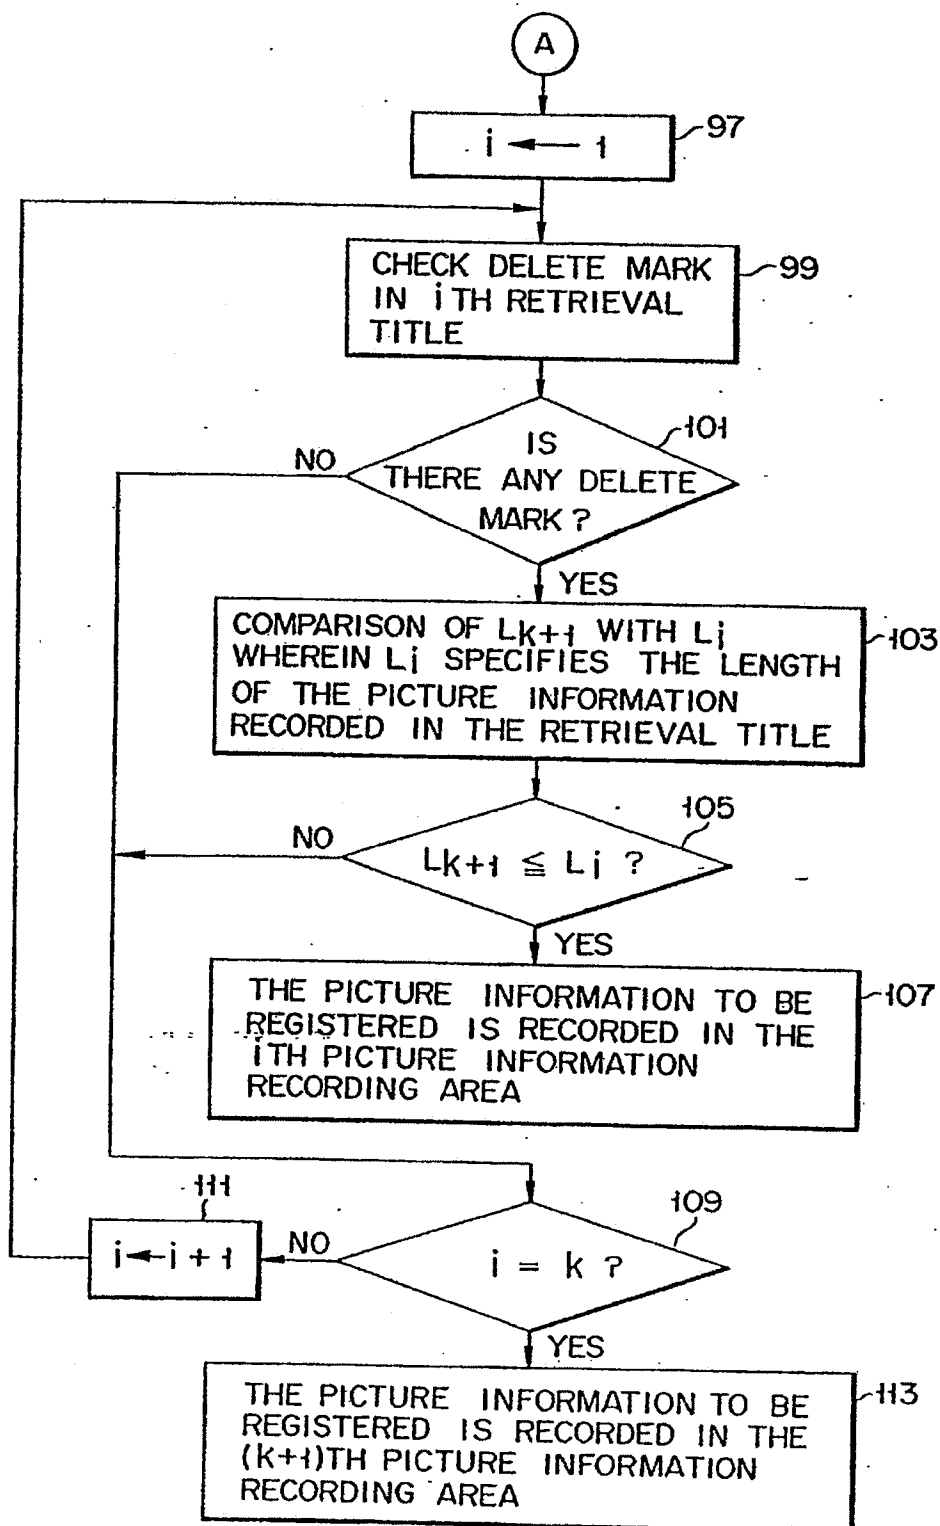 A
i ← 1
97
CHECK DELETE MARK
IN iTH RETRIEVAL
TITLE
99
IS
THERE ANY DELETE
MARK?
101
NO
YES
COMPARISON OF Lk+1 WITH Li
WHEREIN Li SPECIFIES THE LENGTH
OF THE PICTURE INFORMATION
RECORDED IN THE RETRIEVAL TITLE
103
105
NO
Lk+1 ≦ Li ?
YES
THE PICTURE INFORMATION TO BE
REGISTERED IS RECORDED IN THE
iTH PICTURE INFORMATION
RECORDING AREA
107
111
109
i←i+1
NO
i = k ?
YES
THE PICTURE INFORMATION TO BE
REGISTERED IS RECORDED IN THE
(k+1)TH PICTURE INFORMATION
RECORDING AREA
113